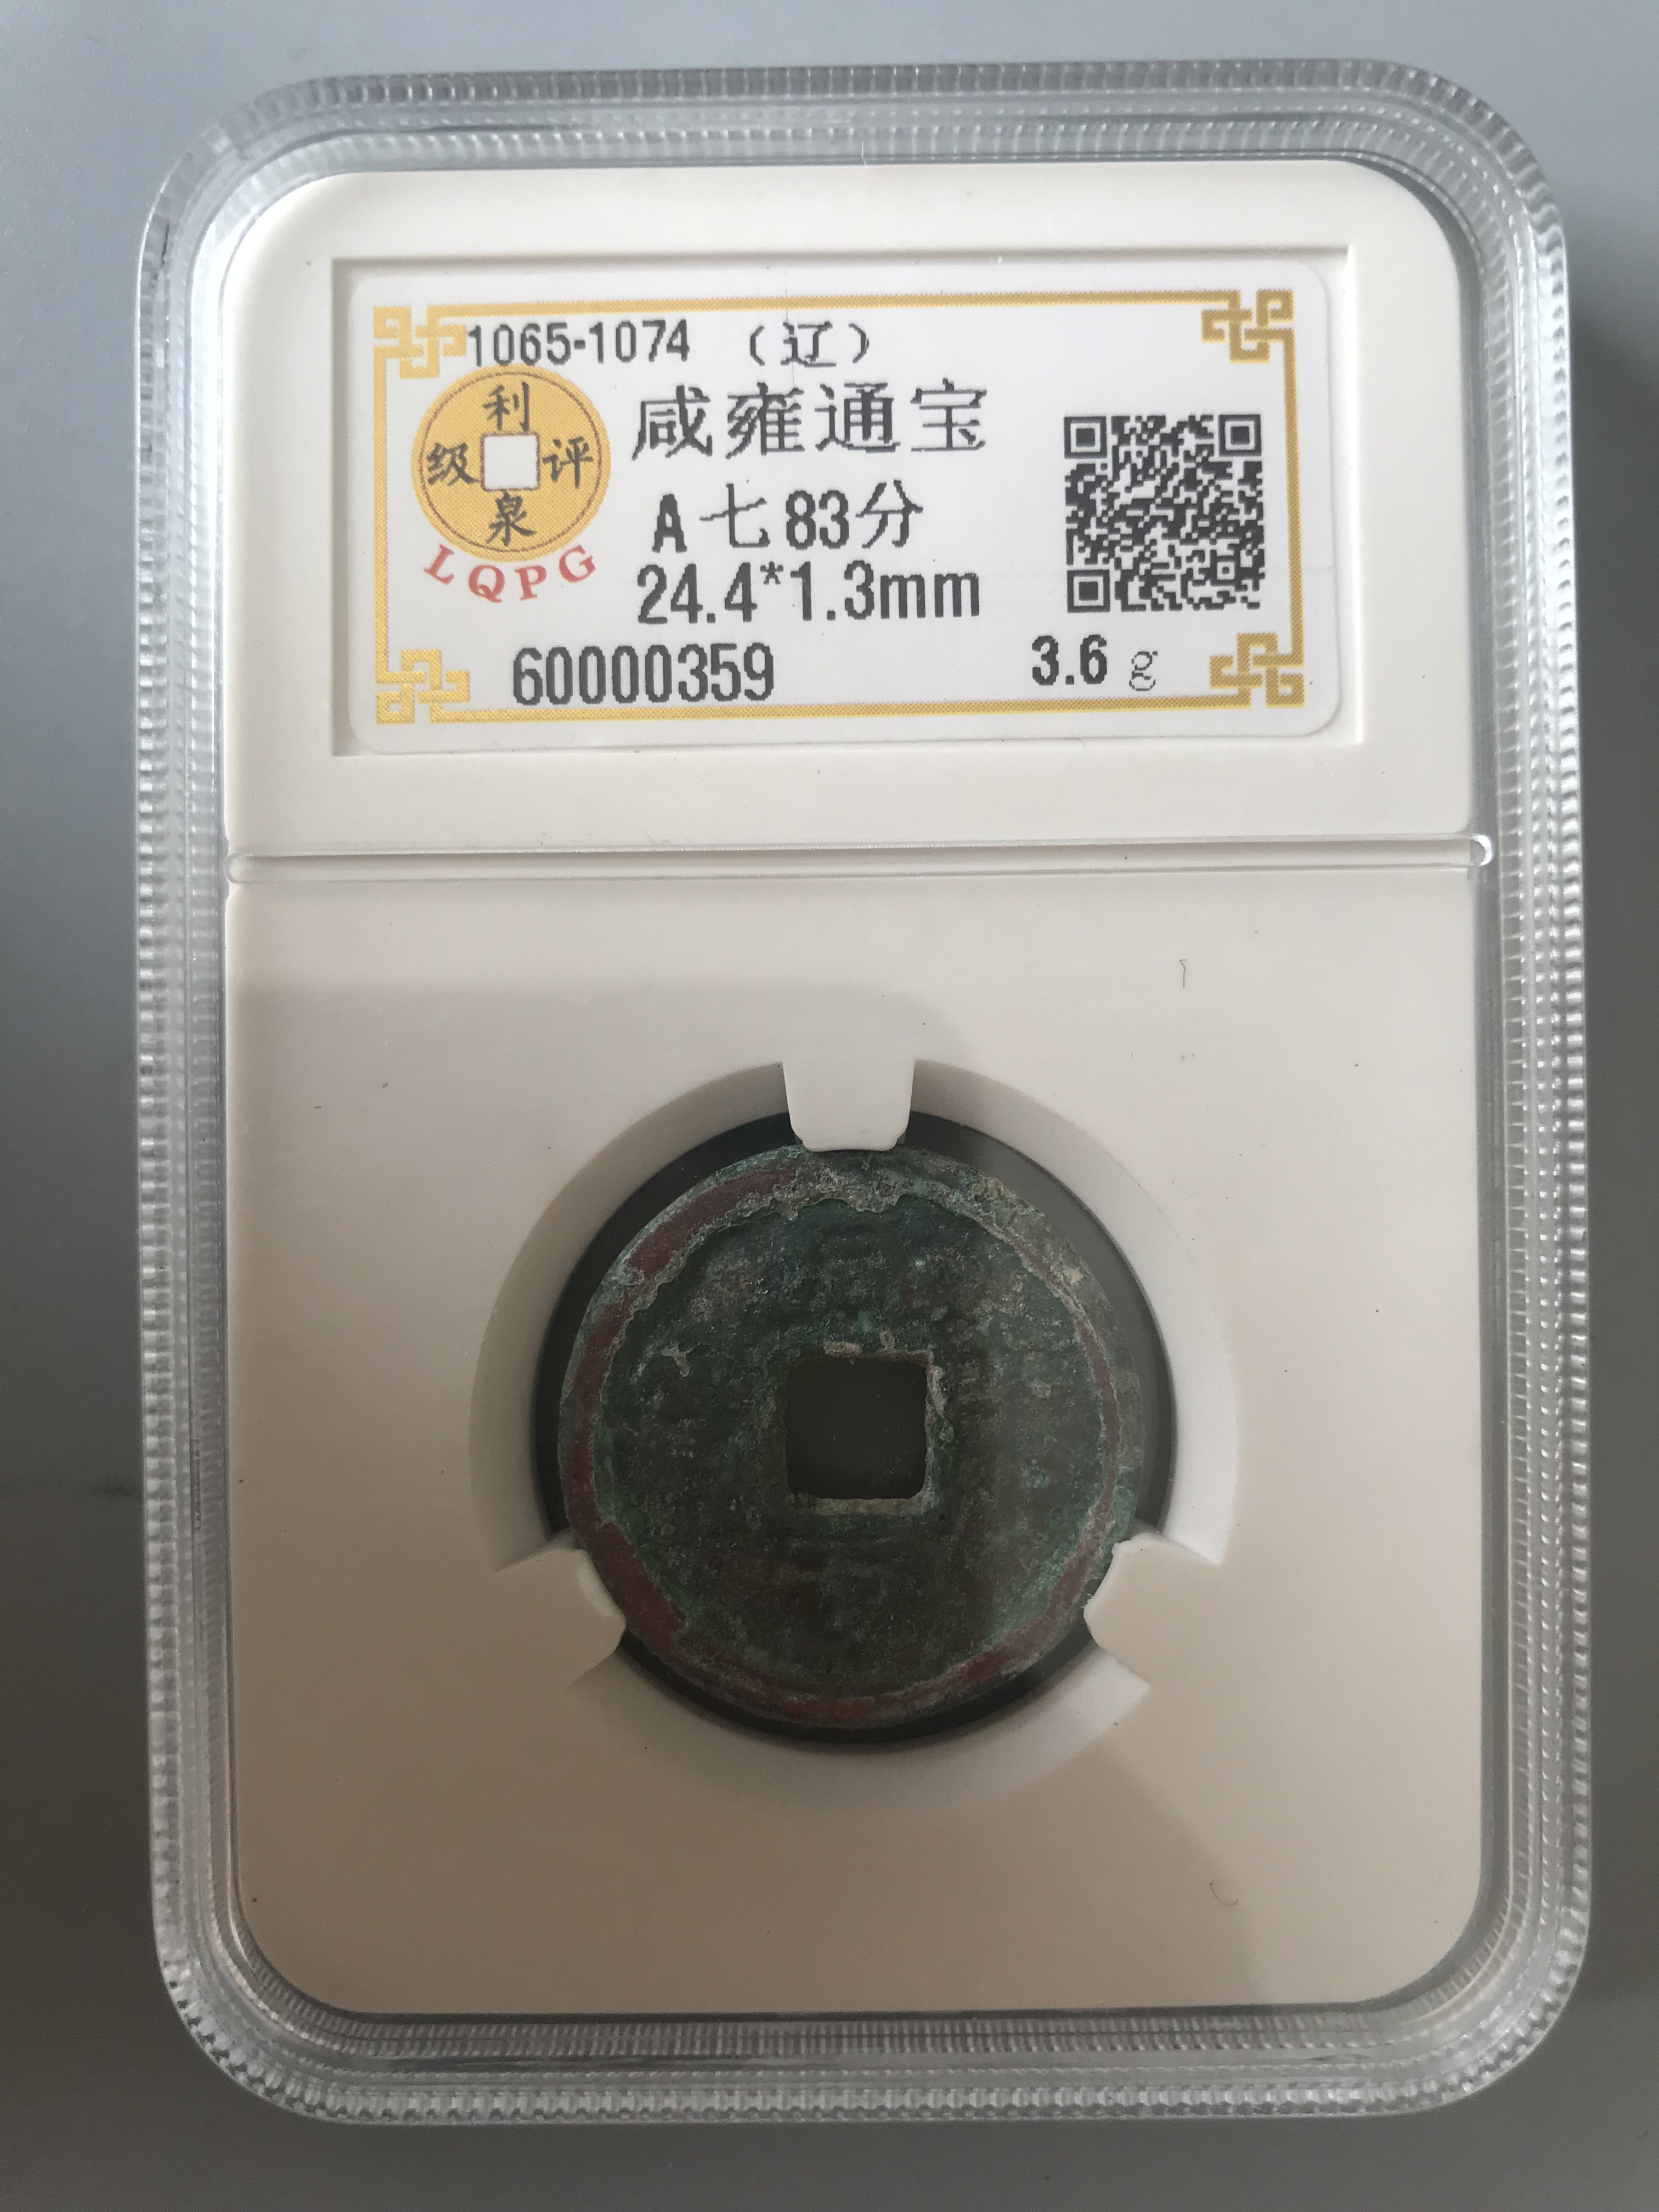 1065-1074 （辽）
利
级 评
泉
LQPG
咸雍通宝
A 七 83分
24.4*1.3mm
60000359
3.6 g